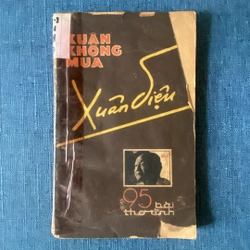 XUÂN
KHÔNG
MÙA
Xuân Diệu
95 bài
thơ tình